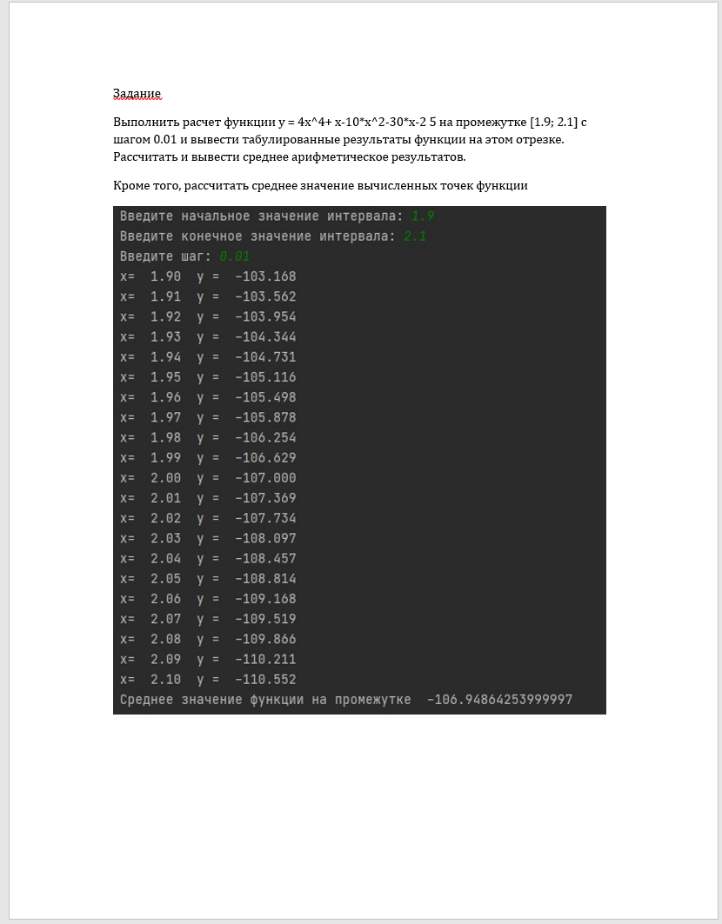 Задание
Выполнить расчет функции y = 4x^4+ x-10*x^2-30*x-2 5 на промежутке [1.9; 2.1] с
шагом 0.01 и вывести табулированные результаты функции на этом отрезке.
Рассчитать и вывести среднее арифметическое результатов.
Кроме того, рассчитать среднее значение вычисленных точек функции
Введите начальное значение интервала: 1.9
Введите конечное значение интервала: 2.1
Введите шаг: 0.01
x=  1.90  y =  -103.168
x=  1.91  y =  -103.562
x=  1.92  y =  -103.954
x=  1.93  y =  -104.344
x=  1.94  y =  -104.731
x=  1.95  y =  -105.116
x=  1.96  y =  -105.498
x=  1.97  y =  -105.878
x=  1.98  y =  -106.254
x=  1.99  y =  -106.629
x=  2.00  y =  -107.000
x=  2.01  y =  -107.369
x=  2.02  y =  -107.734
x=  2.03  y =  -108.097
x=  2.04  y =  -108.457
x=  2.05  y =  -108.814
x=  2.06  y =  -109.168
x=  2.07  y =  -109.519
x=  2.08  y =  -109.866
x=  2.09  y =  -110.211
x=  2.10  y =  -110.552
Среднее значение функции на промежутке  -106.94864253999997